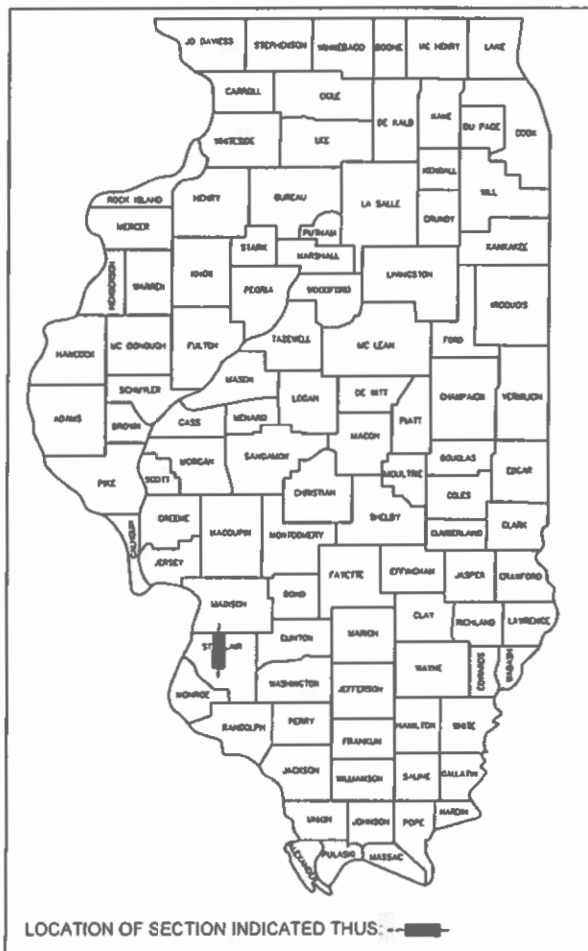 JO DAVIESS STEPHENSON WINNEBAGO BOONE MC HENRY LAKE
CARROLL OGLE DE KALB KANE DU PAGE COOK
WHITESIDE LEE KENDALL WILL
ROCK ISLAND HENRY BUREAU LA SALLE GRUNDY
MERCER PUTNAM KANKAKEE
HENDERSON WARREN KNOX STARK MARSHALL LIVINGSTON
PEORIA WOODFORD IROQUOIS
HANCOCK MC DONOUGH FULTON TAZEWELL MC LEAN FORD
SCHUYLER MASON LOGAN DE WITT CHAMPAIGN VERMILION
ADAMS BROWN CASS MENARD MACON PIATT
PIKE SCOTT MORGAN SANGAMON CHRISTIAN MOULTRIE DOUGLAS EDGAR
COLES
CALHOUN GREENE MACOUPIN MONTGOMERY SHELBY CUMBERLAND CLARK
JERSEY FAYETTE EFFINGHAM JASPER CRAWFORD
MADISON BOND CLAY RICHLAND LAWRENCE
ST CLAIR CLINTON MARION WAYNE EDWARDS WABASH
MONROE WASHINGTON JEFFERSON
RANDOLPH PERRY FRANKLIN HAMILTON WHITE
JACKSON WILLIAMSON SALINE GALLATIN
UNION JOHNSON POPE HARDIN
ALEXANDER PULASKI MASSAC
LOCATION OF SECTION INDICATED THUS: